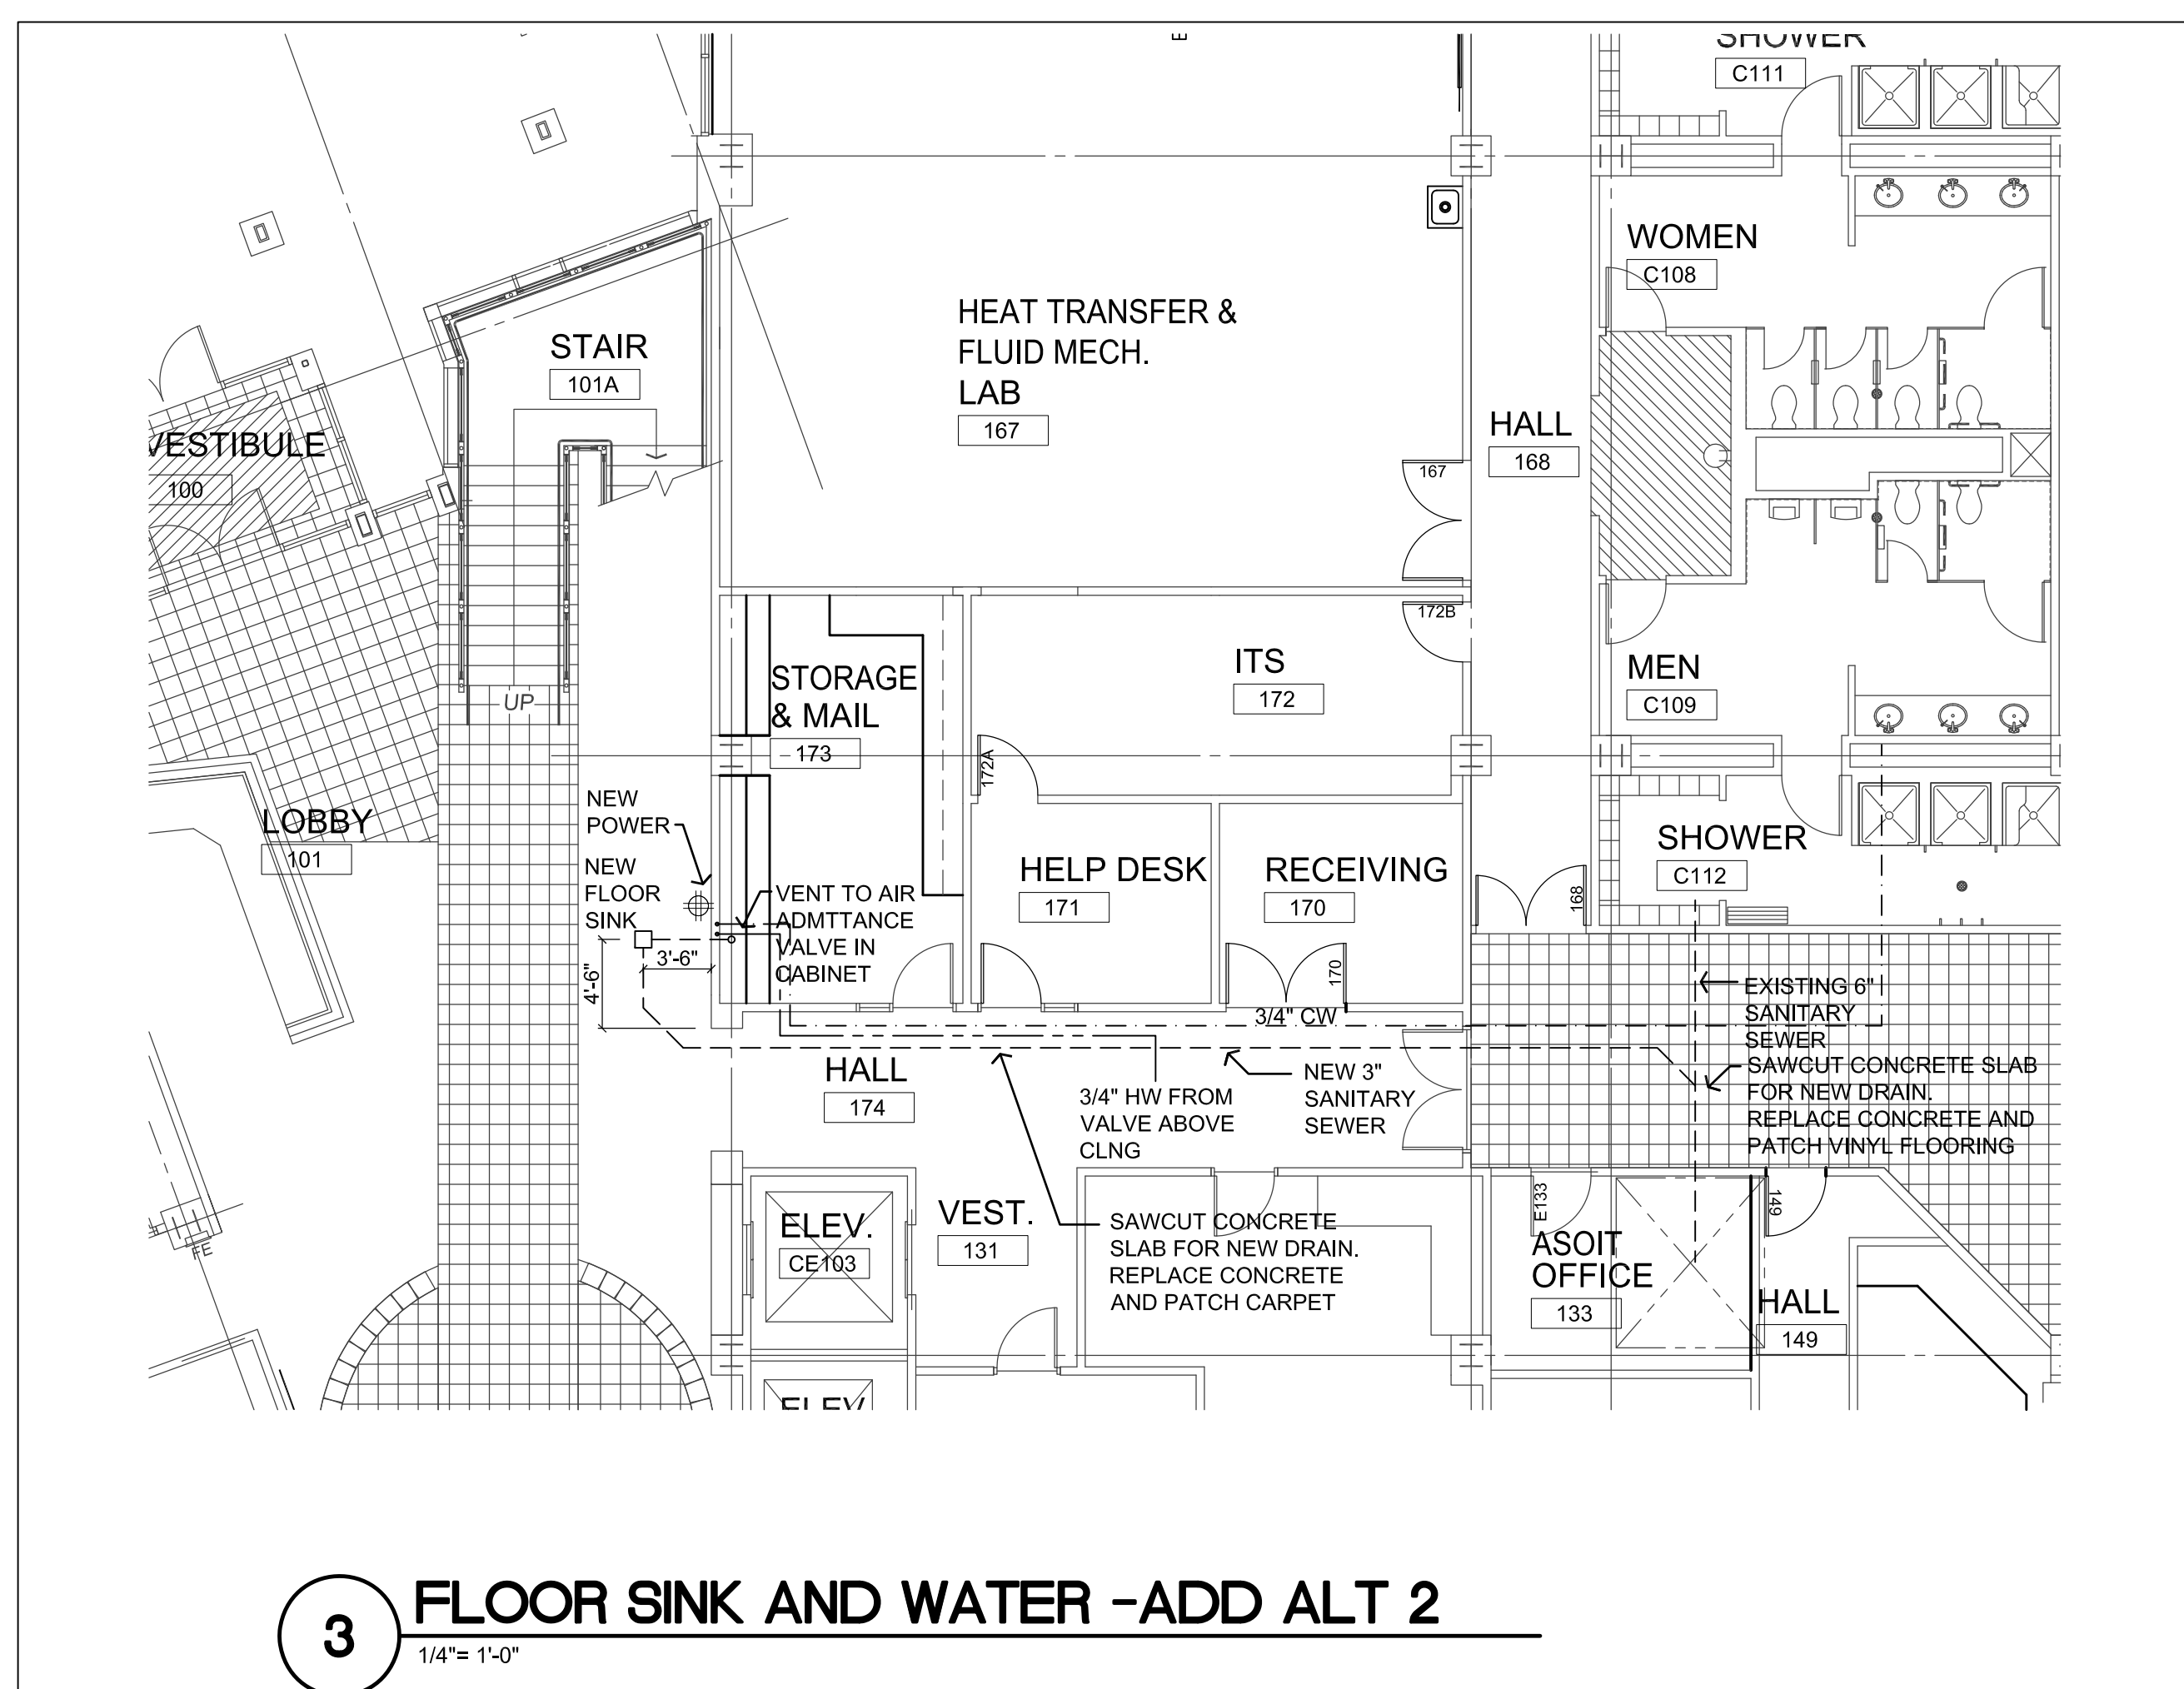 SHOWER
C111
WOMEN
C108
HEAT TRANSFER &
FLUID MECH.
LAB
167
STAIR
101A
VESTIBULE
100
HALL
168
167
172B
ITS
172
STORAGE
& MAIL
173
MEN
C109
UP
172A
NEW
POWER
LOBBY
101
NEW
FLOOR
SINK
VENT TO AIR
ADMTTANCE
VALVE IN
CABINET
HELP DESK
171
RECEIVING
170
SHOWER
C112
168
3'-6"
4'-6"
170
EXISTING 6"
SANITARY
SEWER
3/4" CW
SAWCUT CONCRETE SLAB
FOR NEW DRAIN.
REPLACE CONCRETE AND
PATCH VINYL FLOORING
HALL
174
3/4" HW FROM
VALVE ABOVE
CLNG
NEW 3"
SANITARY
SEWER
ELEV.
CE103
VEST.
131
SAWCUT CONCRETE
SLAB FOR NEW DRAIN.
REPLACE CONCRETE
AND PATCH CARPET
E133
149
ASOIT
OFFICE
133
HALL
149
FE
ELEV
3
FLOOR SINK AND WATER -ADD ALT 2
1/4"= 1'-0"